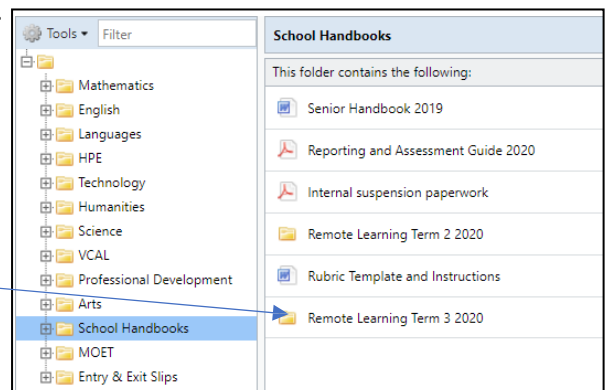 Tools
Filter
Mathematics
English
Languages
HPE
Technology
Humanities
Science
VCAL
Professional Development
Arts
School Handbooks
MOET
Entry & Exit Slips
School Handbooks
This folder contains the following:
Senior Handbook 2019
Reporting and Assessment Guide 2020
Internal suspension paperwork
Remote Learning Term 2 2020
Rubric Template and Instructions
Remote Learning Term 3 2020